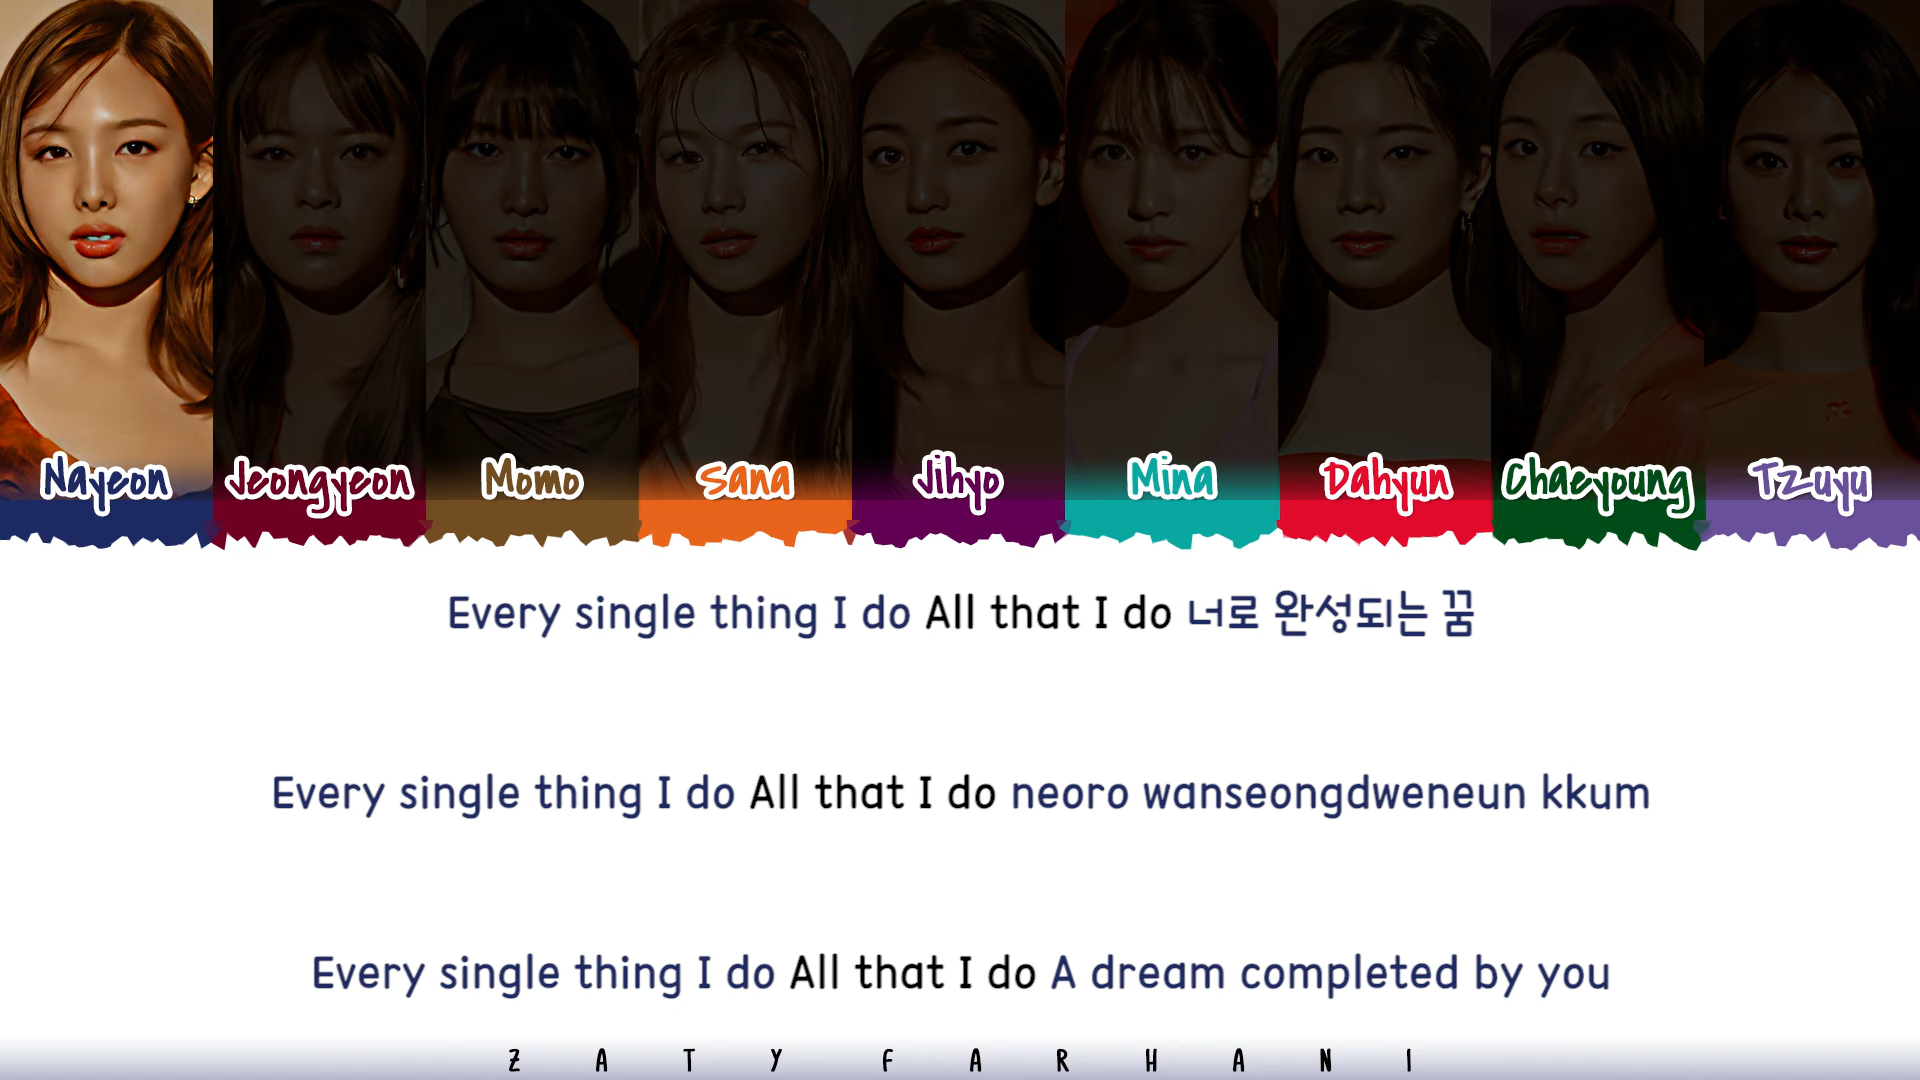 Nayeon Jeongyeon Momo Sana Jihyo Mina Dahyun Chaeyoung Tzuyu
Every single thing I do All that I do 너로 완성되는 꿈
Every single thing I do All that I do neoro wanseongdweneun kkum
Every single thing I do All that I do A dream completed by you
ZATY FARHANI